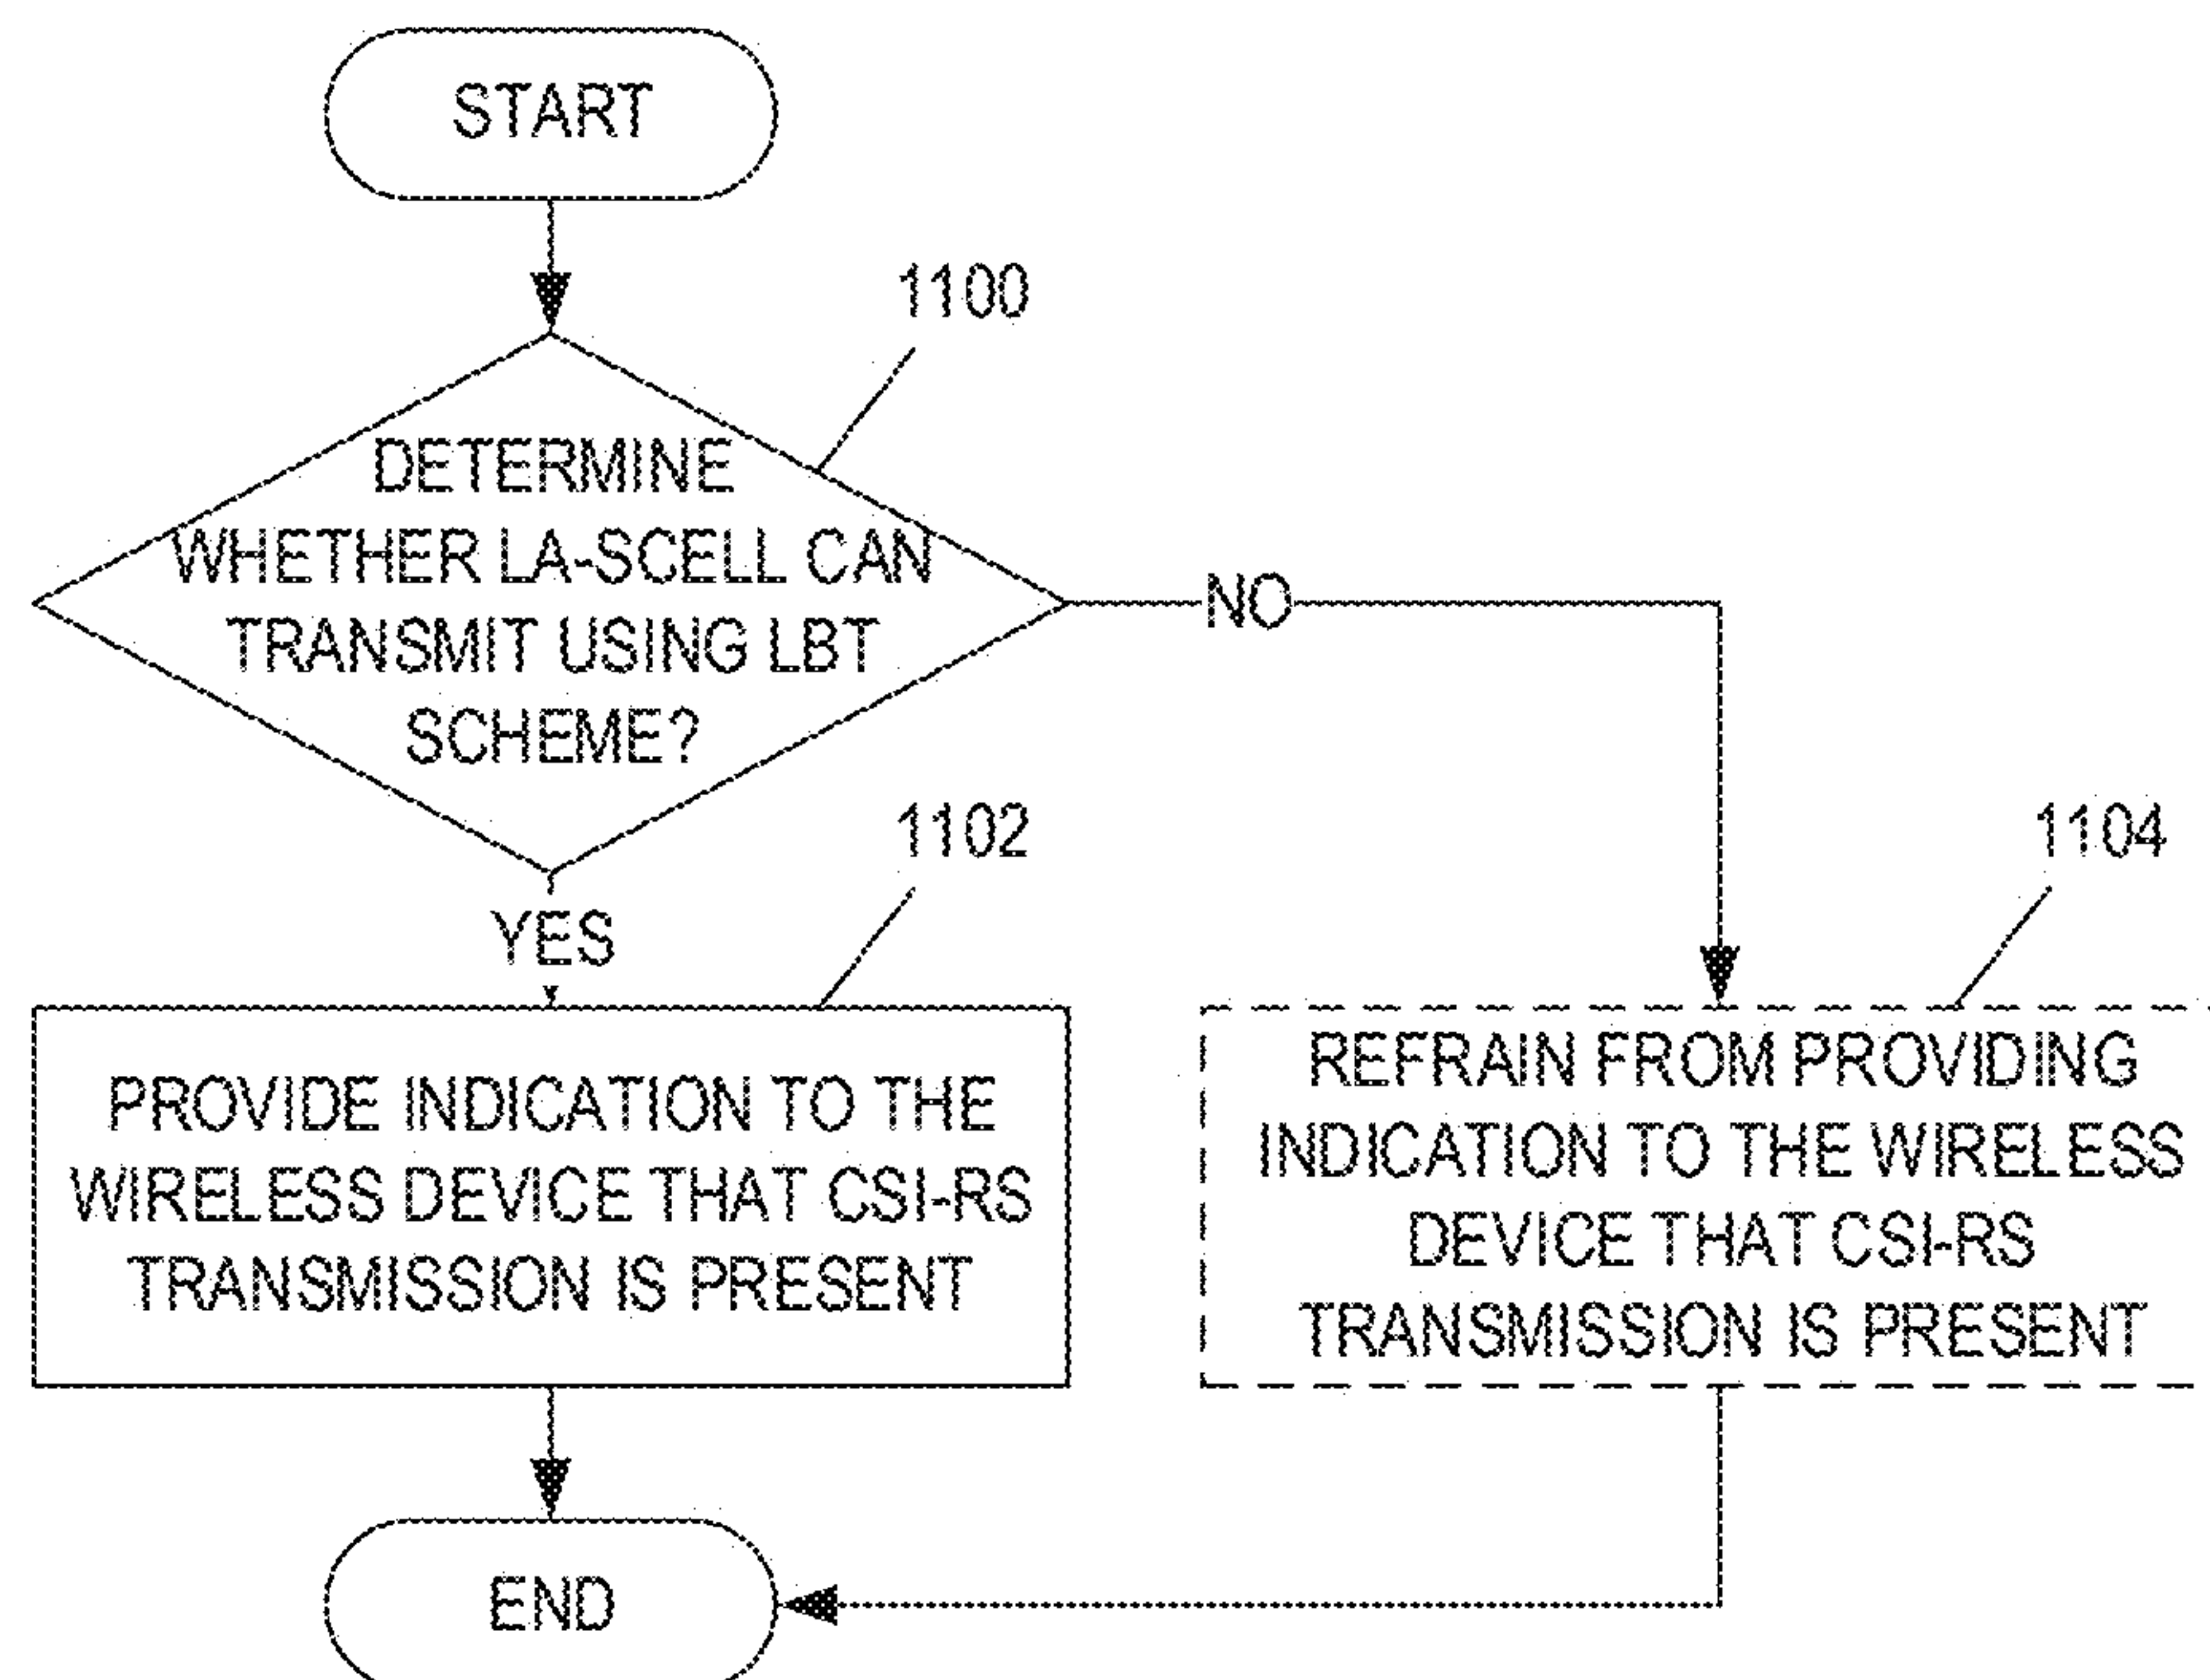 START
1100
DETERMINE
WHETHER LA-SCELL CAN
TRANSMIT USING LBT
SCHEME?
NO
1102
1104
YES
PROVIDE INDICATION TO THE
WIRELESS DEVICE THAT CSI-RS
TRANSMISSION IS PRESENT
REFRAIN FROM PROVIDING
INDICATION TO THE WIRELESS
DEVICE THAT CSI-RS
TRANSMISSION IS PRESENT
END